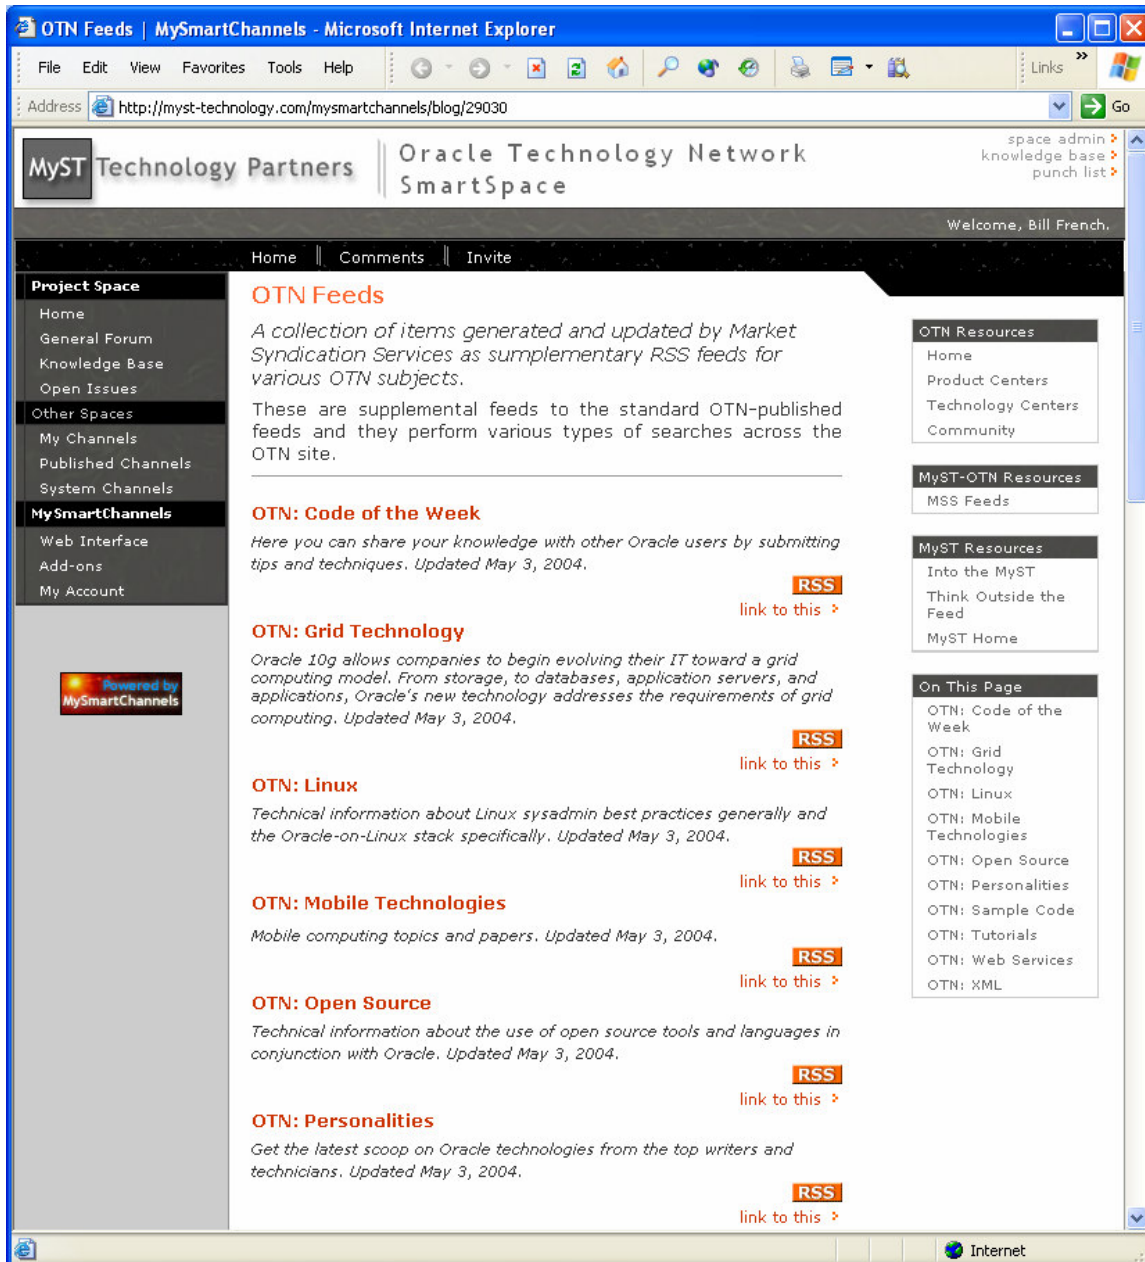 OTN Feeds | MySmartChannels - Microsoft Internet Explorer
File Edit View Favorites Tools Help
Links »
Address http://myst-technology.com/mysmartchannels/blog/29030 Go
MyST Technology Partners
Oracle Technology Network
SmartSpace
space admin
knowledge base
punch list
Welcome, Bill French.
Home Comments Invite
Project Space
Home
General Forum
Knowledge Base
Open Issues
Other Spaces
My Channels
Published Channels
System Channels
MySmartChannels
Web Interface
Add-ons
My Account
Powered by
MySmartChannels
OTN Feeds
A collection of items generated and updated by Market
Syndication Services as sumplementary RSS feeds for
various OTN subjects.
These are supplemental feeds to the standard OTN-published
feeds and they perform various types of searches across the
OTN site.
OTN: Code of the Week
Here you can share your knowledge with other Oracle users by submitting
tips and techniques. Updated May 3, 2004.
RSS
link to this
OTN: Grid Technology
Oracle 10g allows companies to begin evolving their IT toward a grid
computing model. From storage, to databases, application servers, and
applications, Oracle's new technology addresses the requirements of grid
computing. Updated May 3, 2004.
RSS
link to this
OTN: Linux
Technical information about Linux sysadmin best practices generally and
the Oracle-on-Linux stack specifically. Updated May 3, 2004.
RSS
link to this
OTN: Mobile Technologies
Mobile computing topics and papers. Updated May 3, 2004.
RSS
link to this
OTN: Open Source
Technical information about the use of open source tools and languages in
conjunction with Oracle. Updated May 3, 2004.
RSS
link to this
OTN: Personalities
Get the latest scoop on Oracle technologies from the top writers and
technicians. Updated May 3, 2004.
RSS
link to this
OTN Resources
Home
Product Centers
Technology Centers
Community
MyST-OTN Resources
MSS Feeds
MyST Resources
Into the MyST
Think Outside the
Feed
MyST Home
On This Page
OTN: Code of the
Week
OTN: Grid
Technology
OTN: Linux
OTN: Mobile
Technologies
OTN: Open Source
OTN: Personalities
OTN: Sample Code
OTN: Tutorials
OTN: Web Services
OTN: XML
Internet